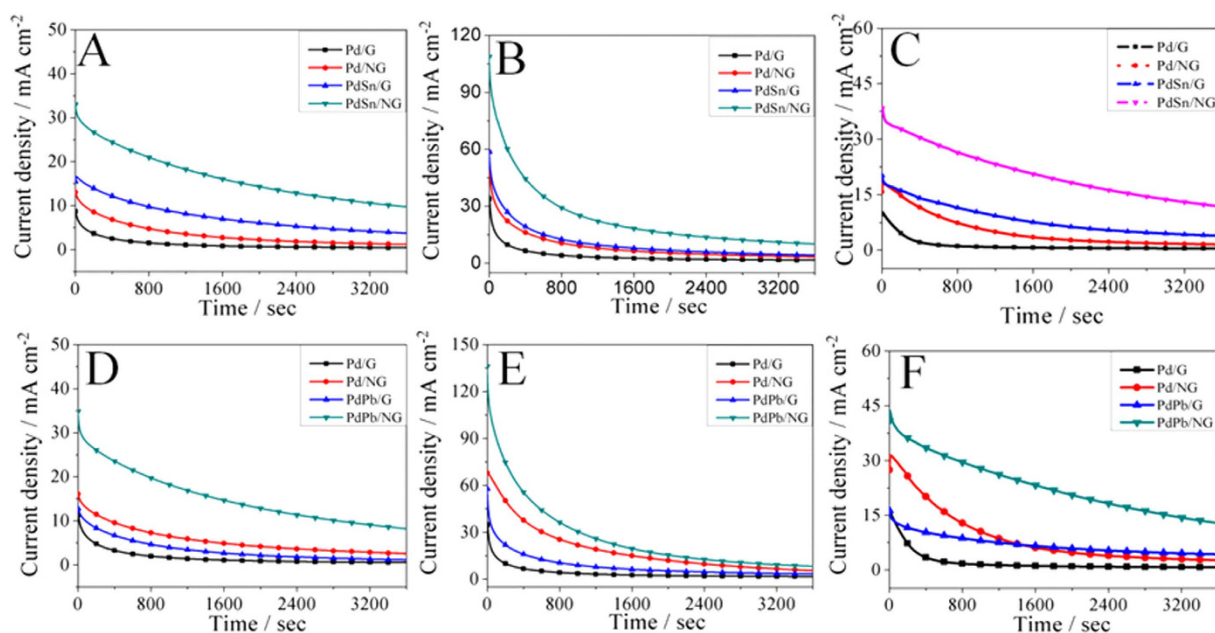 A
Current density / mA cm⁻²
50
40
30
20
10
0
Pd/G
Pd/NG
PdSn/G
PdSn/NG
0 800 1600 2400 3200
Time / sec
B
Current density / mA cm⁻²
120
90
60
30
0
Pd/G
Pd/NG
PdSn/G
PdSn/NG
0 800 1600 2400 3200
Time / sec
C
Current density / mA cm⁻²
60
45
30
15
0
Pd/G
Pd/NG
PdSn/G
PdSn/NG
0 800 1600 2400 3200
Time / sec
D
Current density / mA cm⁻²
50
40
30
20
10
0
Pd/G
Pd/NG
PdPb/G
PdPb/NG
0 800 1600 2400 3200
Time / sec
E
Current density / mA cm⁻²
150
120
90
60
30
0
Pd/G
Pd/NG
PdPb/G
PdPb/NG
0 800 1600 2400 3200
Time / sec
F
Current density / mA cm⁻²
60
45
30
15
0
Pd/G
Pd/NG
PdPb/G
PdPb/NG
0 800 1600 2400 3200
Time / sec